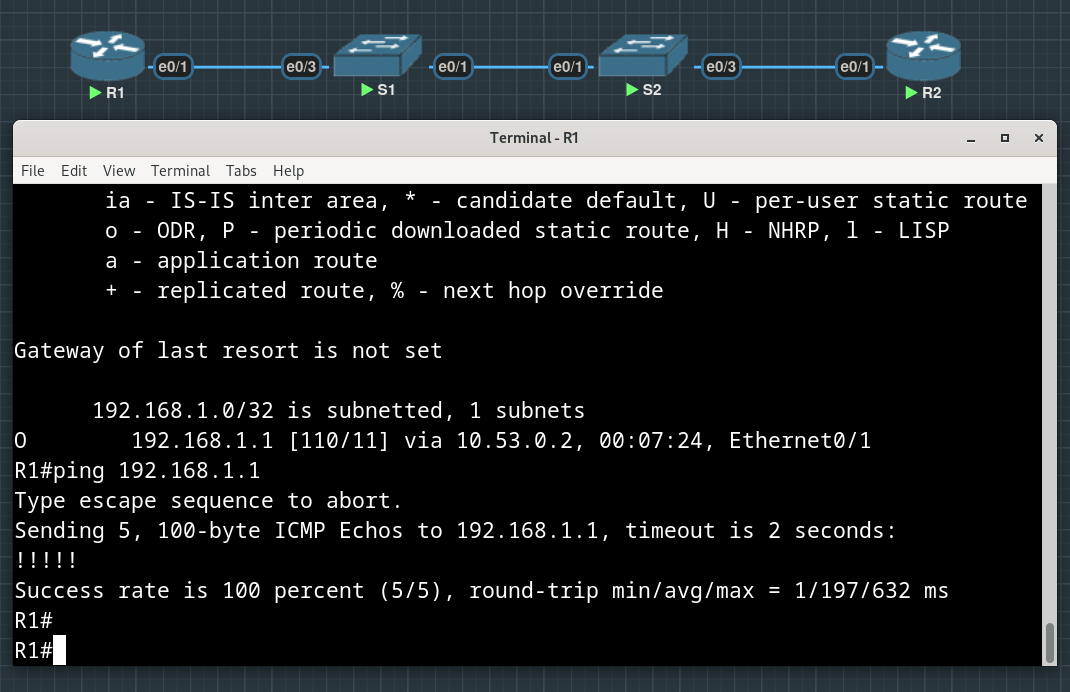 e0/1 e0/3 e0/1 e0/1 e0/3 e0/1
R1 S1 S2 R2
Terminal - R1
File Edit View Terminal Tabs Help
ia - IS-IS inter area, * - candidate default, U - per-user static route
o - ODR, P - periodic downloaded static route, H - NHRP, l - LISP
a - application route
+ - replicated route, % - next hop override
Gateway of last resort is not set
192.168.1.0/32 is subnetted, 1 subnets
O 192.168.1.1 [110/11] via 10.53.0.2, 00:07:24, Ethernet0/1
R1#ping 192.168.1.1
Type escape sequence to abort.
Sending 5, 100-byte ICMP Echos to 192.168.1.1, timeout is 2 seconds:
!!!!!
Success rate is 100 percent (5/5), round-trip min/avg/max = 1/197/632 ms
R1#
R1#